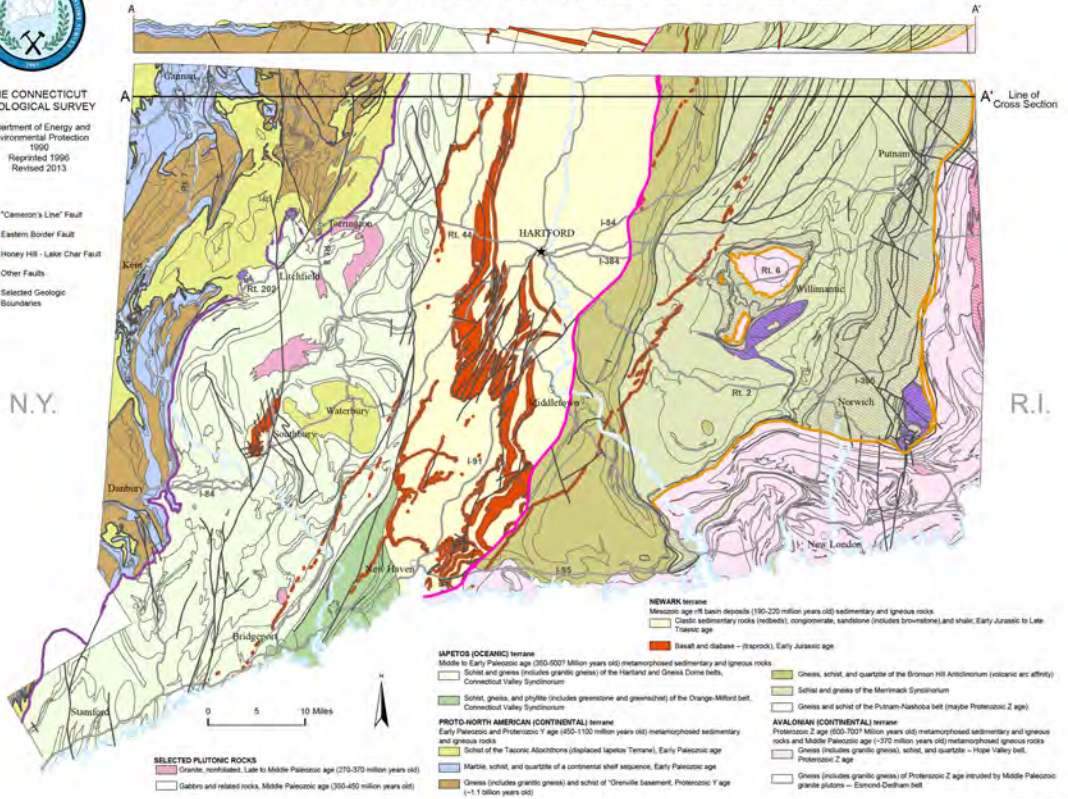 A
A'
1965
THE CONNECTICUT
GEOLOGICAL SURVEY
Department of Energy and
Environmental Protection
1990
Reprinted 1996
Revised 2013
"Cameron's Line" Fault
Eastern Border Fault
Honey Hill - Lake Char Fault
Other Faults
Selected Geologic
Boundaries
A
A'
Line of
Cross Section
Canaan
Rt. 7
Putnam
Torrington
Rt. 8
Rt. 44
HARTFORD
I-84
I-384
Kent
Litchfield
Rt. 202
Rt. 6
Willimantic
N.Y.
R.I.
Waterbury
Southbury
Middletown
Rt. 2
I-395
Norwich
Danbury
I-84
I-91
New Haven
I-95
New London
Bridgeport
Stamford
N
0 5 10 Miles
NEWARK terrane
Mesozoic age rift basin deposits (190-220 million years old) sedimentary and igneous rocks
Clastic sedimentary rocks (redbeds); conglomerate, sandstone (includes brownstone),and shale; Early Jurassic to Late
Triassic age
Basalt and diabase – (traprock), Early Jurassic age
IAPETOS (OCEANIC) terrane
Middle to Early Paleozoic age (350-500? Million years old) metamorphosed sedimentary and igneous rocks
Schist and gneiss (includes granitic gneiss) of the Hartland and Gneiss Dome belts,
Connecticut Valley Synclinorium
Schist, gneiss, and phyllite (includes greenstone and greenschist) of the Orange-Milford belt,
Connecticut Valley Synclinorium
Gneiss, schist, and quartzite of the Bronson Hill Anticlinorium (volcanic arc affinity)
Schist and gneiss of the Merrimack Synclinorium
Gneiss and schist of the Putnam-Nashoba belt (maybe Proterozoic Z age)
PROTO-NORTH AMERICAN (CONTINENTAL) terrane
Early Paleozoic and Proterozoic Y age (450-1100 million years old) metamorphosed sedimentary
and igneous rocks
Schist of the Taconic Allochthons (displaced Iapetos Terrane), Early Paleozoic age
Marble, schist, and quartzite of a continental shelf sequence, Early Paleozoic age
Gneiss (includes granitic gneiss) and schist of "Grenville basement, Proterozoic Y age
(~1.1 billion years old)
AVALONIAN (CONTINENTAL) terrane
Proterozoic Z age (600-700? Million years old) metamorphosed sedimentary and igneous rocks
and Middle Paleozoic age (~370 million years old) metamorphosed igneous rocks
Gneiss (includes granitic gneiss), schist, and quartzite – Hope Valley belt,
Proterozoic Z age
Gneiss (includes granitic gneiss) of Proterozoic Z age intruded by Middle Paleozoic
granite plutons — Esmond-Dedham belt
SELECTED PLUTONIC ROCKS
Granite, nonfoliated, Late to Middle Paleozoic age (270-370 million years old)
Gabbro and related rocks, Middle Paleozoic age (350-450 million years old)